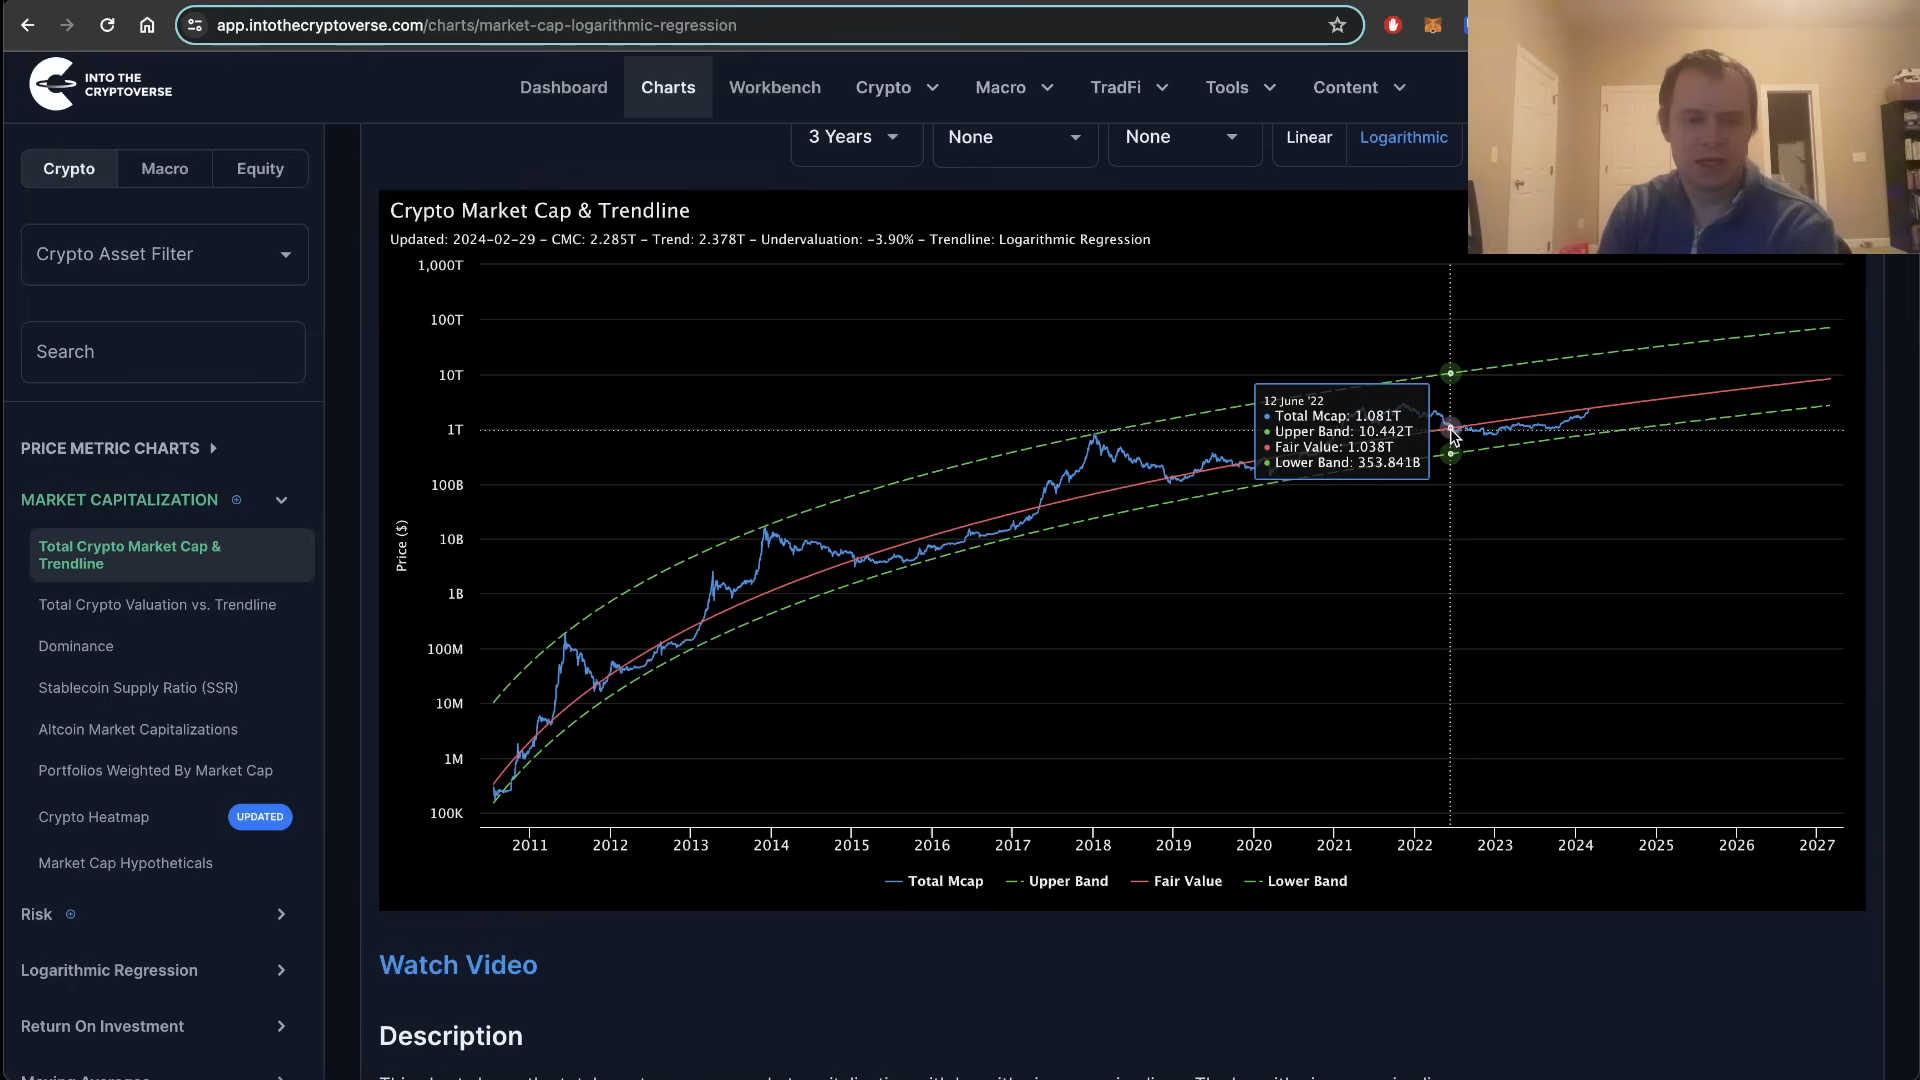 app.intothecryptoverse.com/charts/market-cap-logarithmic-regression
INTO THE
CRYPTOVERSE
Dashboard
Charts
Workbench
Crypto
Macro
TradFi
Tools
Content
Crypto
Macro
Equity
Crypto Asset Filter
Search
PRICE METRIC CHARTS
MARKET CAPITALIZATION
Total Crypto Market Cap &
Trendline
Total Crypto Valuation vs. Trendline
Dominance
Stablecoin Supply Ratio (SSR)
Altcoin Market Capitalizations
Portfolios Weighted By Market Cap
Crypto Heatmap
UPDATED
Market Cap Hypotheticals
Risk
Logarithmic Regression
Return On Investment
3 Years
None
None
Linear
Logarithmic
Crypto Market Cap & Trendline
Updated: 2024-02-29 – CMC: 2.285T – Trend: 2.378T – Undervaluation: -3.90% – Trendline: Logarithmic Regression
1,000T
100T
10T
1T
100B
10B
1B
100M
10M
1M
100K
Price ($)
12 June '22
Total Mcap: 1.081T
Upper Band: 10.442T
Fair Value: 1.038T
Lower Band: 353.841B
2011 2012 2013 2014 2015 2016 2017 2018 2019 2020 2021 2022 2023 2024 2025 2026 2027
Total Mcap Upper Band Fair Value Lower Band
Watch Video
Description